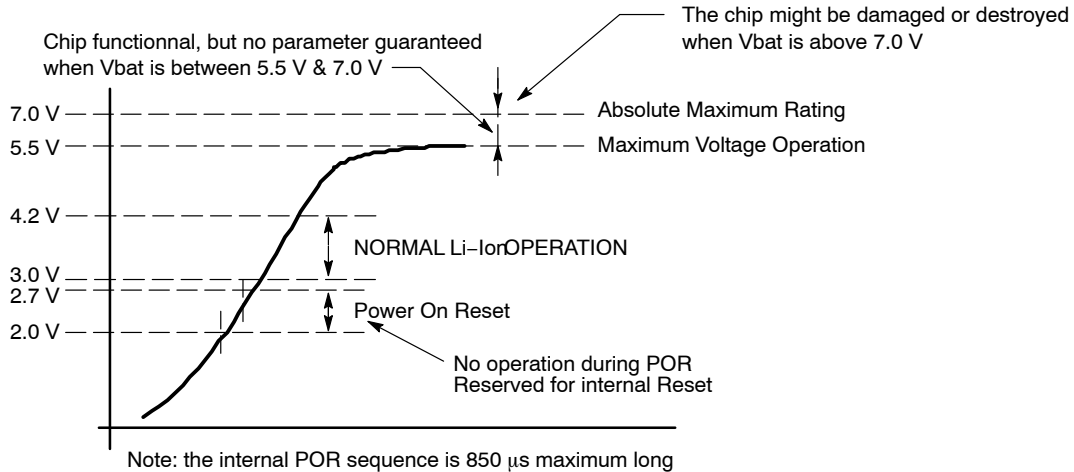 The chip might be damaged or destroyed
when Vbat is above 7.0 V
Chip functionnal, but no parameter guaranteed
when Vbat is between 5.5 V & 7.0 V
7.0 V
Absolute Maximum Rating
5.5 V
Maximum Voltage Operation
4.2 V
NORMAL Li−IonOPERATION
3.0 V
2.7 V
Power On Reset
2.0 V
No operation during POR
Reserved for internal Reset
Note: the internal POR sequence is 850 μs maximum long